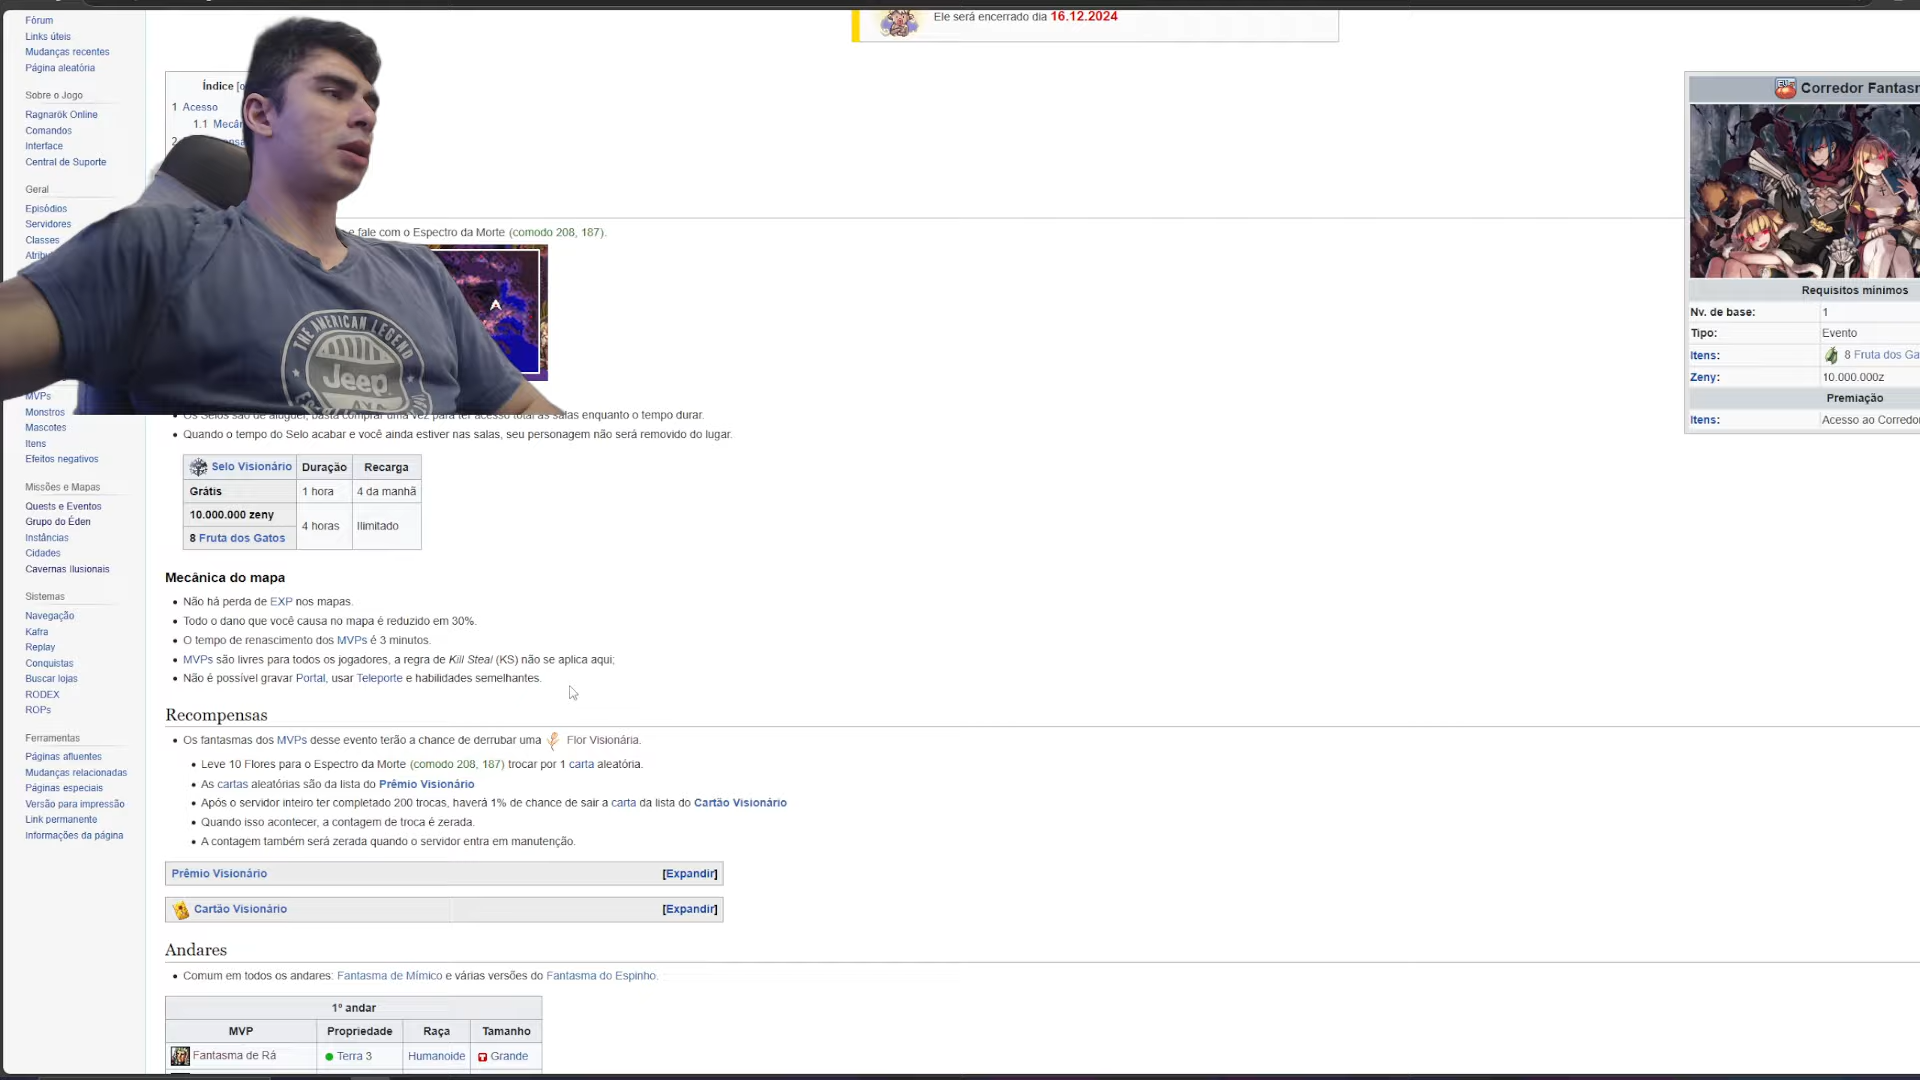 Fórum
Links úteis
Mudanças recentes
Página aleatória
Sobre o Jogo
Ragnarök Online
Comandos
Interface
Central de Suporte
Geral
Episódios
Servidores
Classes
MVPs
Monstros
Mascotes
Itens
Efeitos negativos
Missões e Mapas
Quests e Eventos
Grupo do Éden
Instâncias
Cidades
Cavernas Ilusionais
Sistemas
Navegação
Kafra
Replay
Conquistas
Buscar lojas
RODEX
ROPs
Ferramentas
Páginas afluentes
Mudanças relacionadas
Páginas especiais
Versão para impressão
Link permanente
Informações da página
Ele será encerrado dia 16.12.2024
Índice
1 Acesso
1.1
2
e fale com o Espectro da Morte (comodo 208, 187).
THE AMERICAN LEGEND
Jeep
enquanto o tempo durar.
Quando o tempo do Selo acabar e você ainda estiver nas salas, seu personagem não será removido do lugar.
Selo Visionário Duração Recarga
Grátis 1 hora 4 da manhã
10.000.000 zeny 4 horas Ilimitado
8 Fruta dos Gatos
Mecânica do mapa
Não há perda de EXP nos mapas.
Todo o dano que você causa no mapa é reduzido em 30%.
O tempo de renascimento dos MVPs é 3 minutos.
MVPs são livres para todos os jogadores, a regra de Kill Steal (KS) não se aplica aqui;
Não é possível gravar Portal, usar Teleporte e habilidades semelhantes.
Recompensas
Os fantasmas dos MVPs desse evento terão a chance de derrubar uma Flor Visionária.
Leve 10 Flores para o Espectro da Morte (comodo 208, 187) trocar por 1 carta aleatória.
As cartas aleatórias são da lista do Prêmio Visionário
Após o servidor inteiro ter completado 200 trocas, haverá 1% de chance de sair a carta da lista do Cartão Visionário
Quando isso acontecer, a contagem de troca é zerada.
A contagem também será zerada quando o servidor entra em manutenção.
Prêmio Visionário [Expandir]
Cartão Visionário [Expandir]
Andares
Comum em todos os andares: Fantasma de Mímico e várias versões do Fantasma do Espinho.
1º andar
MVP Propriedade Raça Tamanho
Fantasma de Rá Terra 3 Humanoide Grande
Corredor Fantasm
Requisitos mínimos
Nv. de base: 1
Tipo: Evento
Itens: 8 Fruta dos Ga
Zeny: 10.000.000z
Premiação
Itens: Acesso ao Corredo